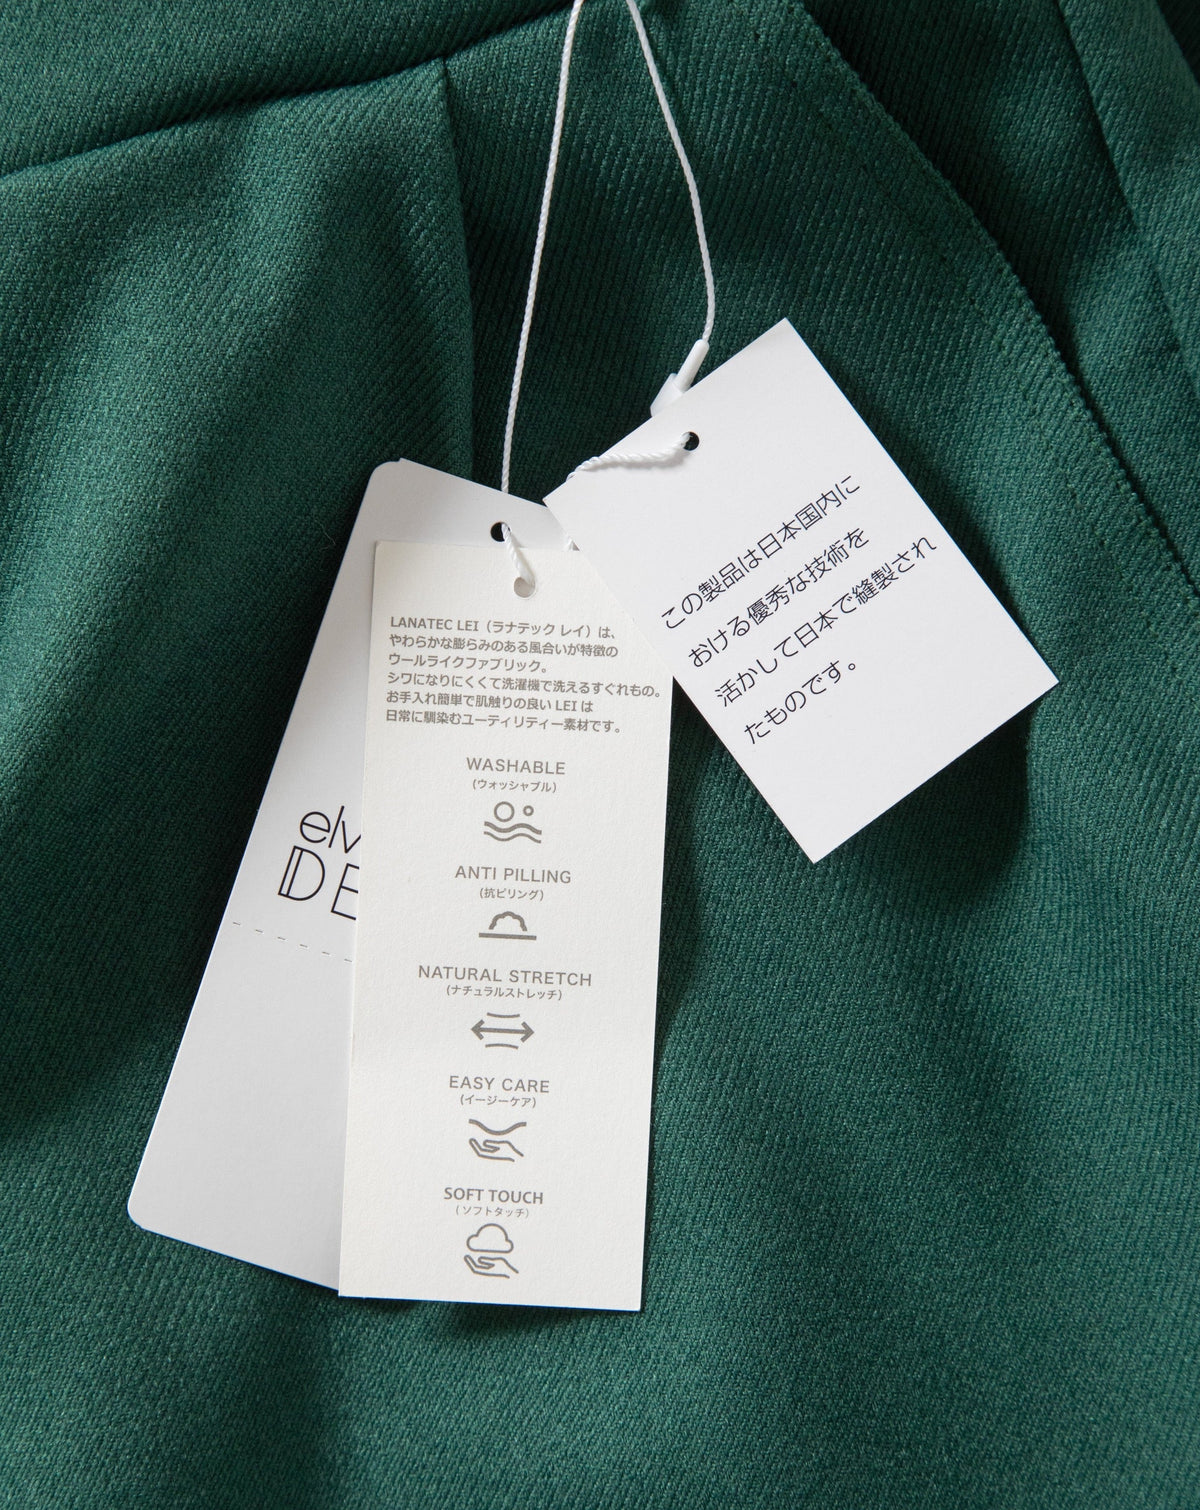 この製品は日本国内に
おける優秀な技術を
活かして日本で縫製され
たものです。
LANATEC LEI（ラナテック レイ）は、
やわらかな膨らみのある風合いが特徴の
ウールライクファブリック。
シワになりにくくて洗濯機で洗えるすぐれもの。
お手入れ簡単で肌触りの良い LEI は
日常に馴染むユーティリティー素材です。
WASHABLE
（ウォッシャブル）
ANTI PILLING
（抗ピリング）
NATURAL STRETCH
（ナチュラルストレッチ）
EASY CARE
（イージーケア）
SOFT TOUCH
（ソフトタッチ）